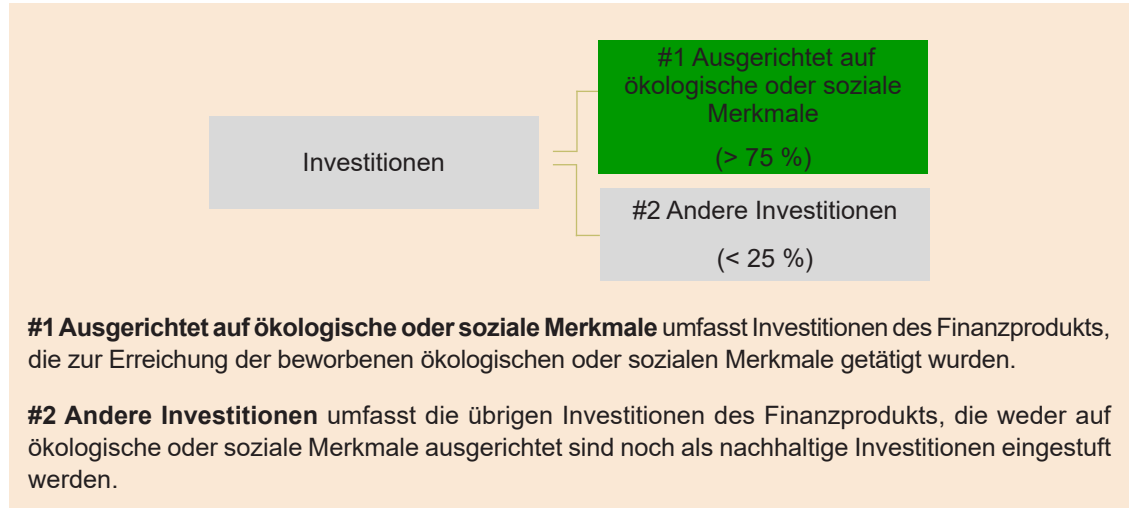 #1 Ausgerichtet auf
ökologische oder soziale
Merkmale
(> 75 %)
Investitionen
#2 Andere Investitionen
(< 25 %)
#1 Ausgerichtet auf ökologische oder soziale Merkmale umfasst Investitionen des Finanzprodukts,
die zur Erreichung der beworbenen ökologischen oder sozialen Merkmale getätigt wurden.
#2 Andere Investitionen umfasst die übrigen Investitionen des Finanzprodukts, die weder auf
ökologische oder soziale Merkmale ausgerichtet sind noch als nachhaltige Investitionen eingestuft
werden.